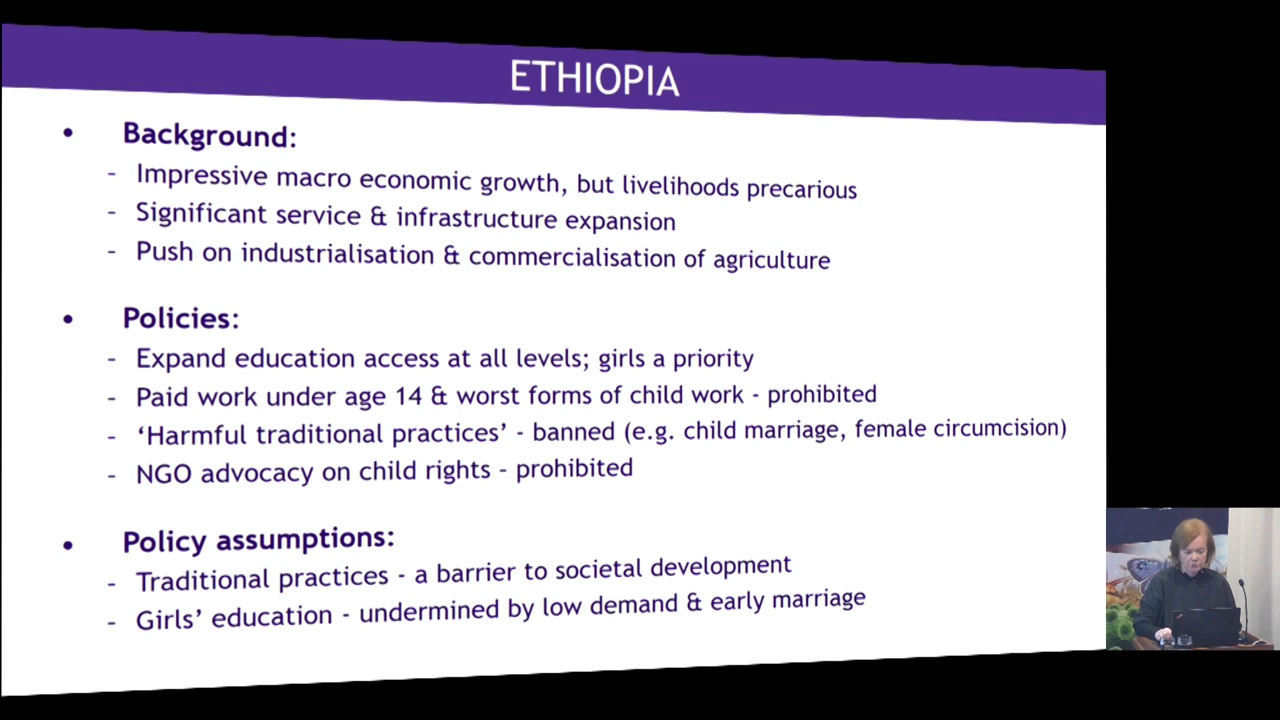 ETHIOPIA
• Background:
- Impressive macro economic growth, but livelihoods precarious
- Significant service & infrastructure expansion
- Push on industrialisation & commercialisation of agriculture
• Policies:
- Expand education access at all levels; girls a priority
- Paid work under age 14 & worst forms of child work - prohibited
- ‘Harmful traditional practices’ - banned (e.g. child marriage, female circumcision)
- NGO advocacy on child rights – prohibited
• Policy assumptions:
- Traditional practices - a barrier to societal development
- Girls’ education - undermined by low demand & early marriage